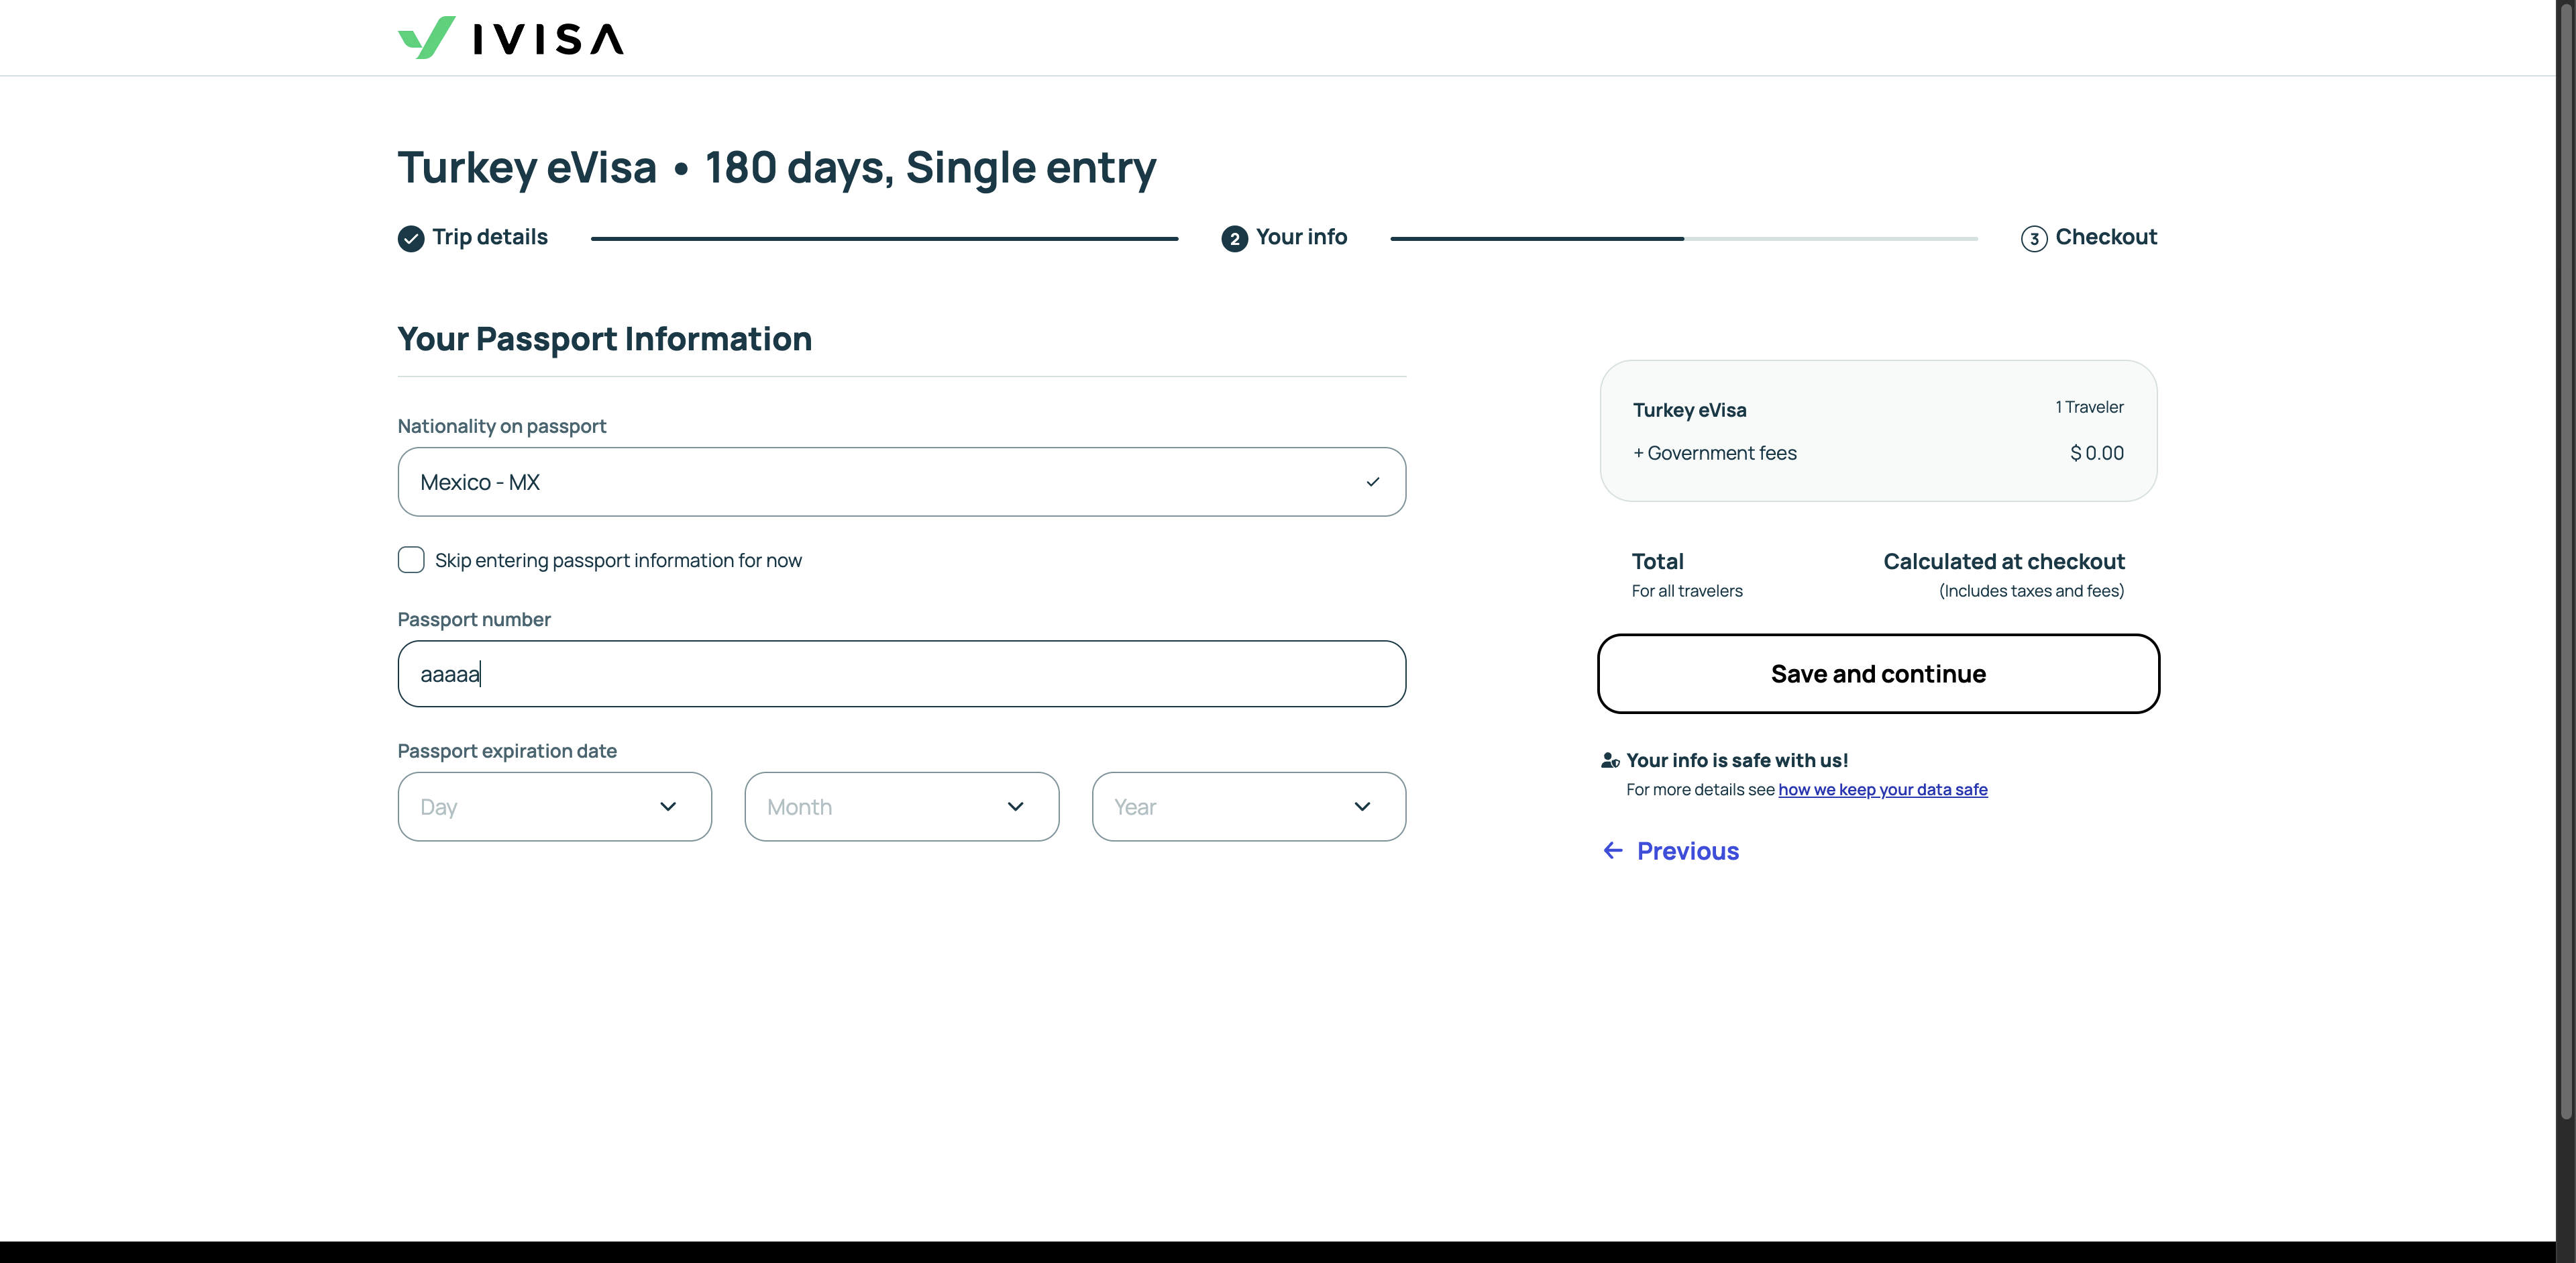 IVISA
Turkey eVisa • 180 days, Single entry
Trip details
2 Your info
3 Checkout
Your Passport Information
Nationality on passport
Mexico - MX
Skip entering passport information for now
Passport number
aaaaa
Passport expiration date
Day Month Year
Turkey eVisa 1 Traveler
+ Government fees $ 0.00
Total Calculated at checkout
For all travelers (Includes taxes and fees)
Save and continue
Your info is safe with us!
For more details see how we keep your data safe
Previous